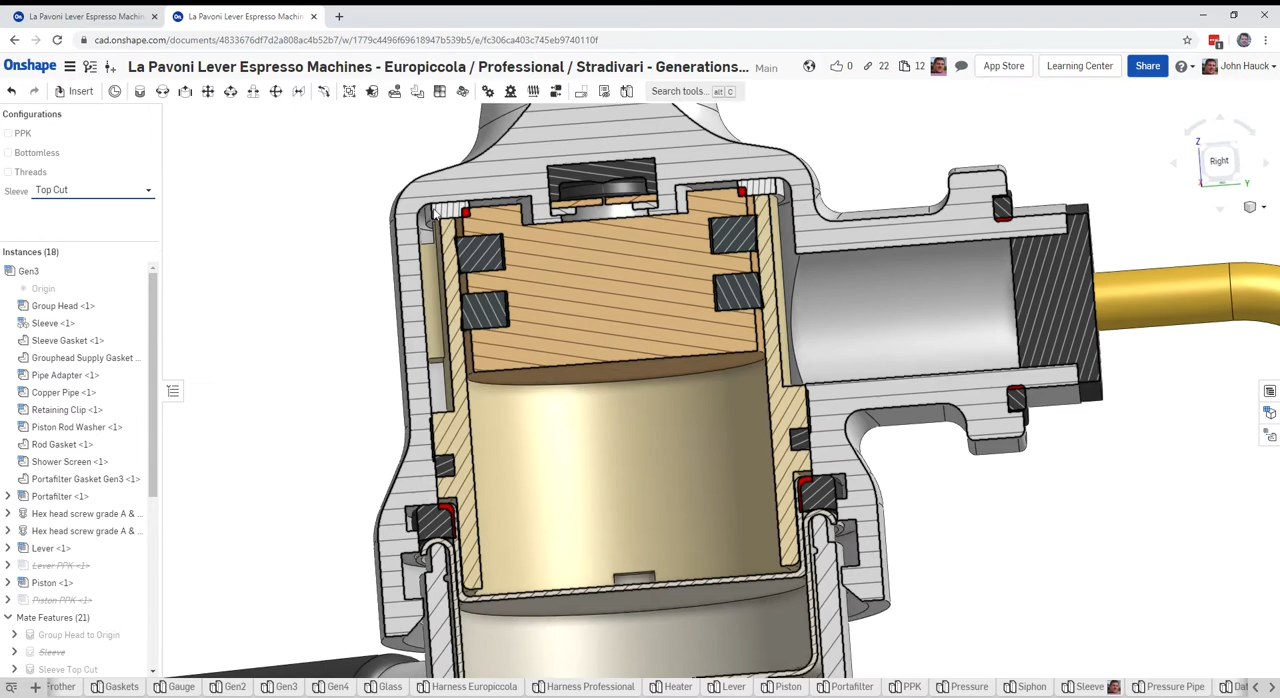 La Pavoni Lever Espresso Machin
La Pavoni Lever Espresso Machin
cad.onshape.com/documents/4833676df7d2a808ac4b52b7/w/1779c4496f69618947b539b5/e/fc306ca403c745eb9740110f
Onshape
La Pavoni Lever Espresso Machines - Europiccola / Professional / Stradivari - Generations...
Main
0
22
12
App Store
Learning Center
Share
John Hauck
Insert
Search tools...
alt C
Configurations
PPK
Bottomless
Threads
Sleeve
Top Cut
Instances (18)
Gen3
Origin
Group Head <1>
Sleeve <1>
Sleeve Gasket <1>
Grouphead Supply Gasket ...
Pipe Adapter <1>
Copper Pipe <1>
Retaining Clip <1>
Piston Rod Washer <1>
Rod Gasket <1>
Shower Screen <1>
Portafilter Gasket Gen3 <1>
Portafilter <1>
Hex head screw grade A & ...
Hex head screw grade A & ...
Lever <1>
Lever PPK <1>
Piston <1>
Piston PPK <1>
Mate Features (21)
Group Head to Origin
Sleeve
Sleeve Top Cut
Z
Right
X
Y
frother
Gaskets
Gauge
Gen2
Gen3
Gen4
Glass
Harness Europiccola
Harness Professional
Heater
Lever
Piston
Portafilter
PPK
Pressure
Siphon
Sleeve
Pressure Pipe
Dat